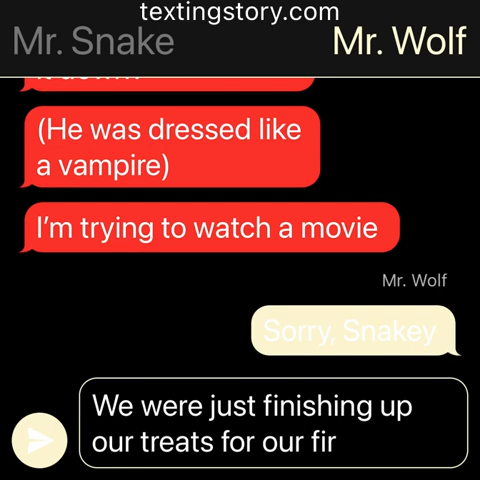 textingstory.com
Mr. Snake
Mr. Wolf
(He was dressed like
a vampire)
I’m trying to watch a movie
Mr. Wolf
Sorry, Snakey
We were just finishing up
our treats for our fir